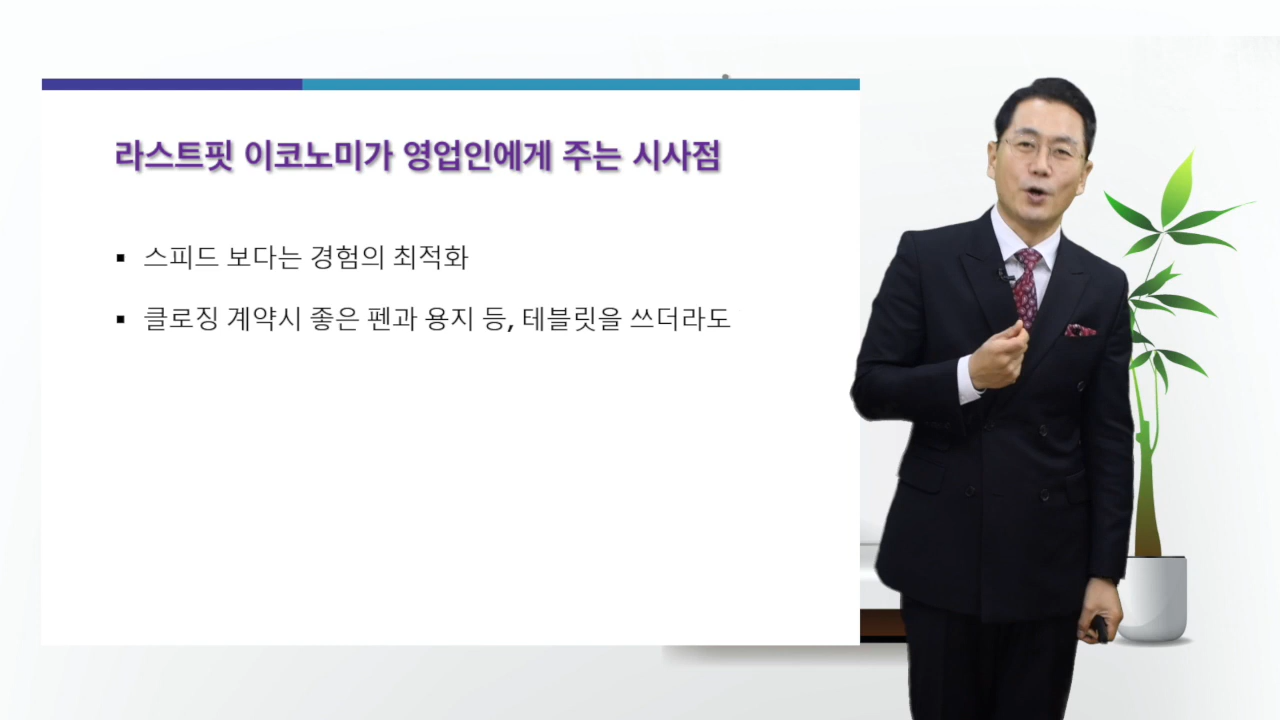 라스트핏 이코노미가 영업인에게 주는 시사점
▪ 스피드 보다는 경험의 최적화
▪ 클로징 계약시 좋은 펜과 용지 등, 테블릿을 쓰더라도